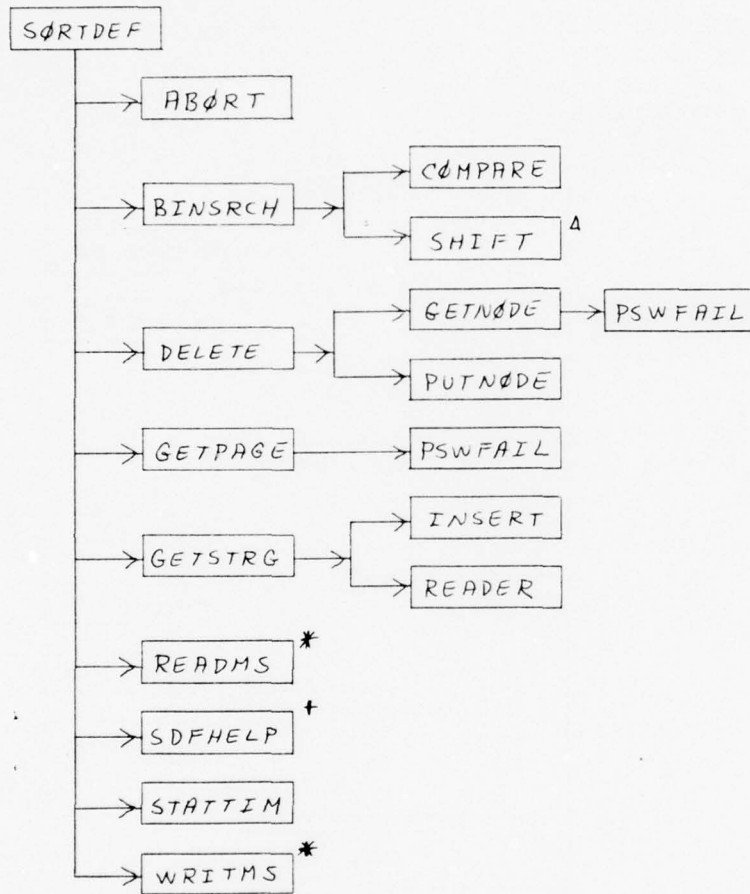 SØRTDEF
ABØRT
BINSRCH
CØMPARE
SHIFT Δ
DELETE
GETNØDE
PSWFAIL
PUTNØDE
GETPAGE
PSWFAIL
GETSTRG
INSERT
READER
READMS *
SDFHELP +
STATTIM
WRITMS *